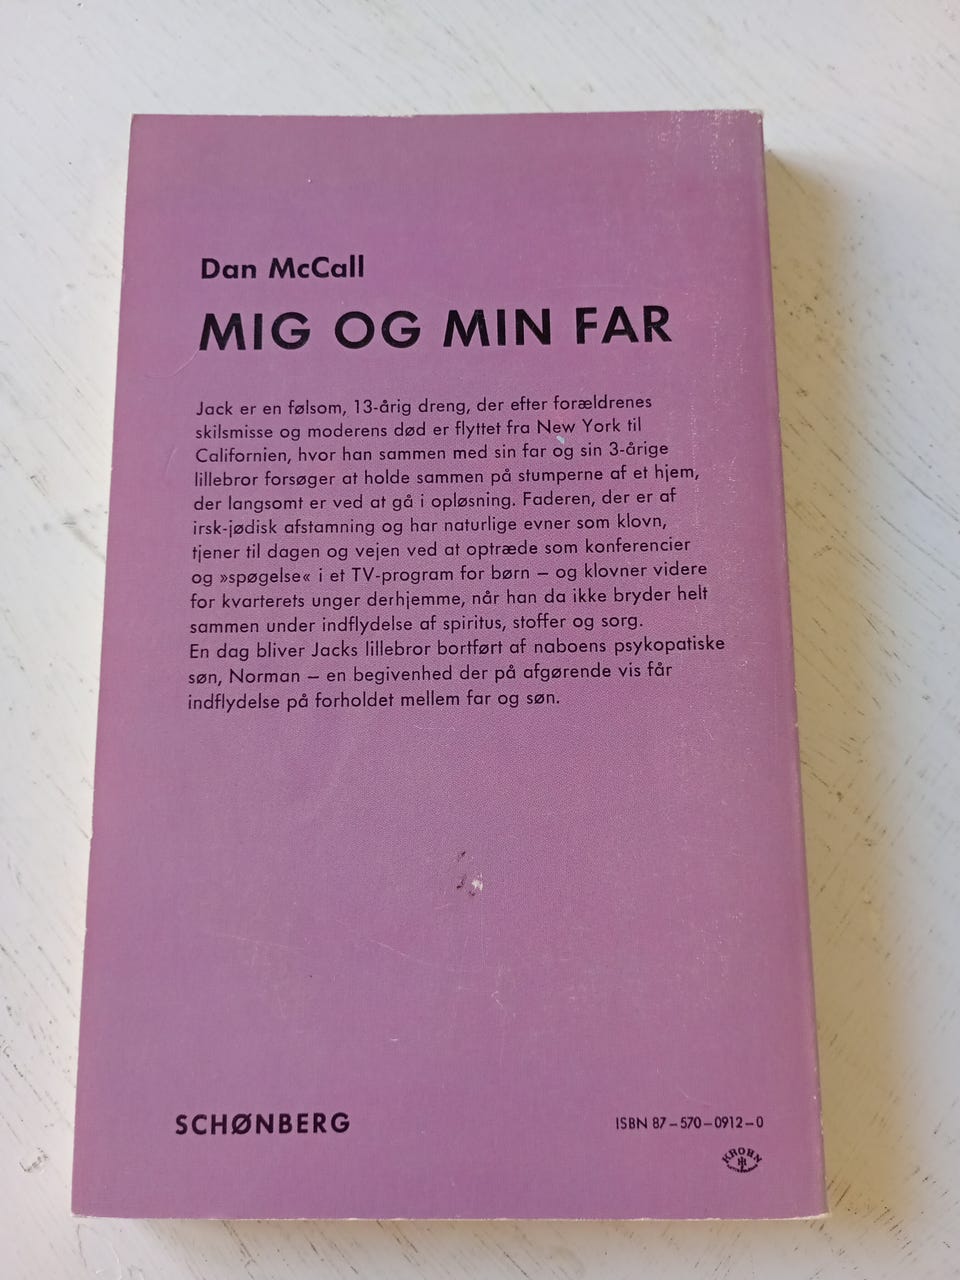 Dan McCall
MIG OG MIN FAR
Jack er en følsom, 13-årig dreng, der efter forældrenes
skilsmisse og moderens død er flyttet fra New York til
Californien, hvor han sammen med sin far og sin 3-årige
lillebror forsøger at holde sammen på stumperne af et hjem,
der langsomt er ved at gå i opløsning. Faderen, der er af
irsk-jødisk afstamning og har naturlige evner som klovn,
tjener til dagen og vejen ved at optræde som konferencier
og »spøgelse« i et TV-program for børn – og klovner videre
for kvarterets unger derhjemme, når han da ikke bryder helt
sammen under indflydelse af spiritus, stoffer og sorg.
En dag bliver Jacks lillebror bortført af naboens psykopatiske
søn, Norman – en begivenhed der på afgørende vis får
indflydelse på forholdet mellem far og søn.
SCHØNBERG
ISBN 87-570-0912-0
KROHN